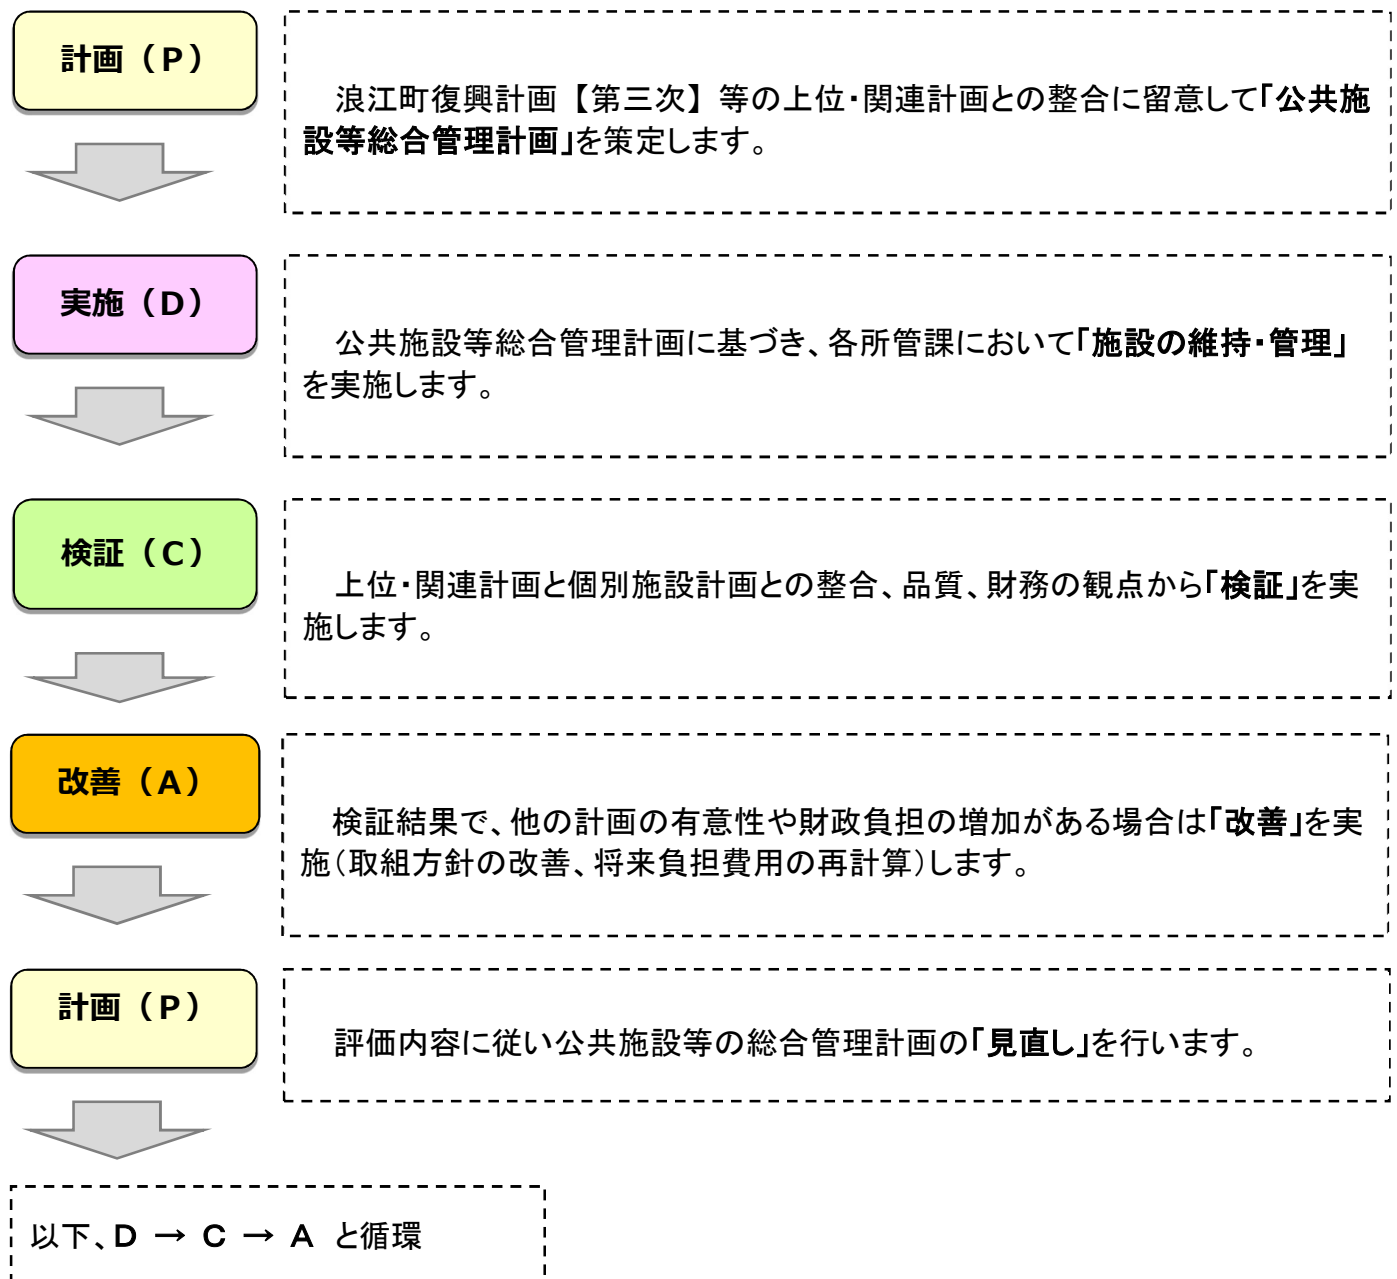 計画（P）
浪江町復興計画【第三次】等の上位・関連計画との整合に留意して「公共施
設等総合管理計画」を策定します。
実施（D）
公共施設等総合管理計画に基づき、各所管課において「施設の維持・管理」
を実施します。
検証（C）
上位・関連計画と個別施設計画との整合、品質、財務の観点から「検証」を実
施します。
改善（A）
検証結果で、他の計画の有意性や財政負担の増加がある場合は「改善」を実
施（取組方針の改善、将来負担費用の再計算）します。
計画（P）
評価内容に従い公共施設等の総合管理計画の「見直し」を行います。
以下、D → C → A と循環